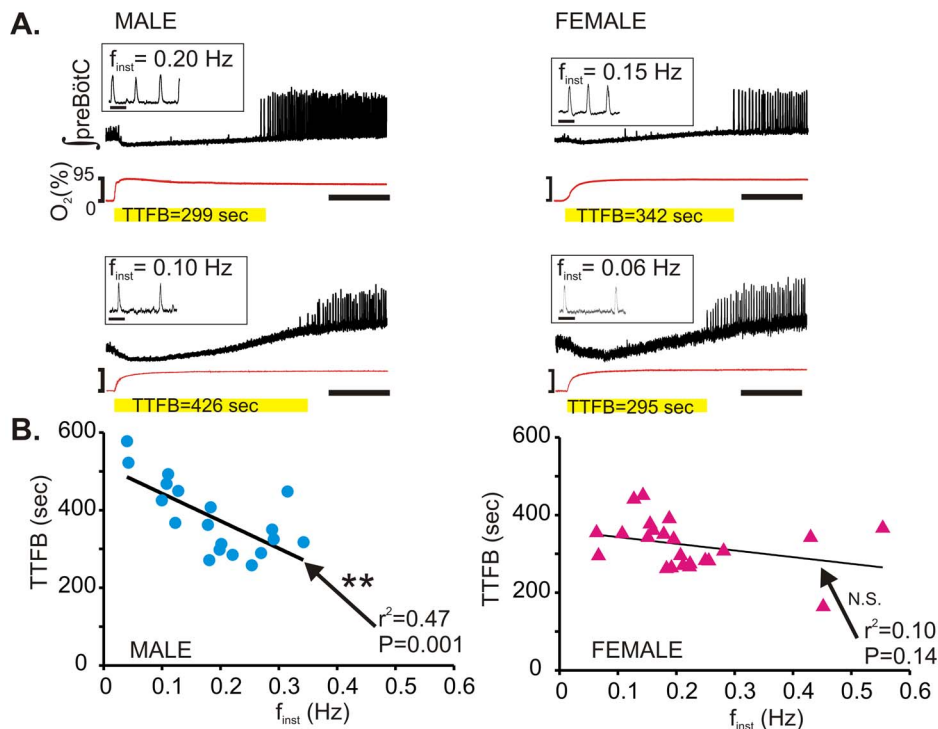 A.
MALE
FEMALE
f_inst= 0.20 Hz
∫preBötC
f_inst= 0.15 Hz
O₂(%)
95
0
TTFB=299 sec
TTFB=342 sec
f_inst= 0.10 Hz
f_inst= 0.06 Hz
TTFB=426 sec
TTFB=295 sec
B.
600
400
200
0
TTFB (sec)
**
r²=0.47
P=0.001
MALE
0 0.1 0.2 0.3 0.4 0.5 0.6
f_inst (Hz)
600
400
200
0
TTFB (sec)
N.S.
r²=0.10
P=0.14
FEMALE
0 0.1 0.2 0.3 0.4 0.5 0.6
f_inst (Hz)